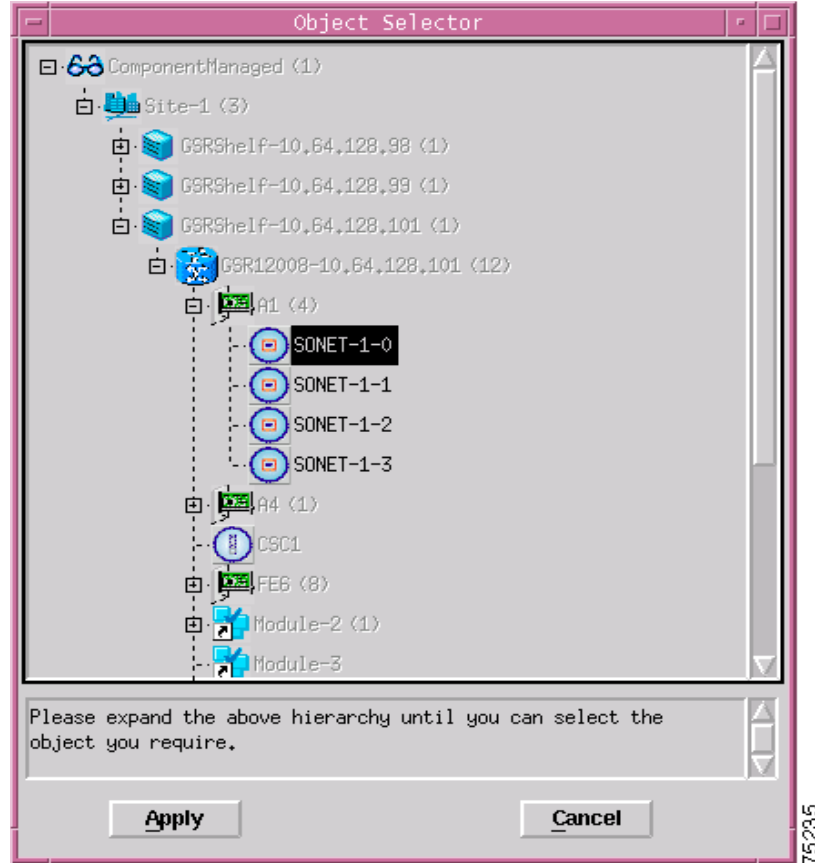 Object Selector
ComponentManaged (1)
Site-1 (3)
GSRShelf-10.64.128.98 (1)
GSRShelf-10.64.128.99 (1)
GSRShelf-10.64.128.101 (1)
GSR12008-10.64.128.101 (12)
A1 (4)
SONET-1-0
SONET-1-1
SONET-1-2
SONET-1-3
A4 (1)
CSC1
FE6 (8)
Module-2 (1)
Module-3
Please expand the above hierarchy until you can select the
object you require.
Apply
Cancel
75235